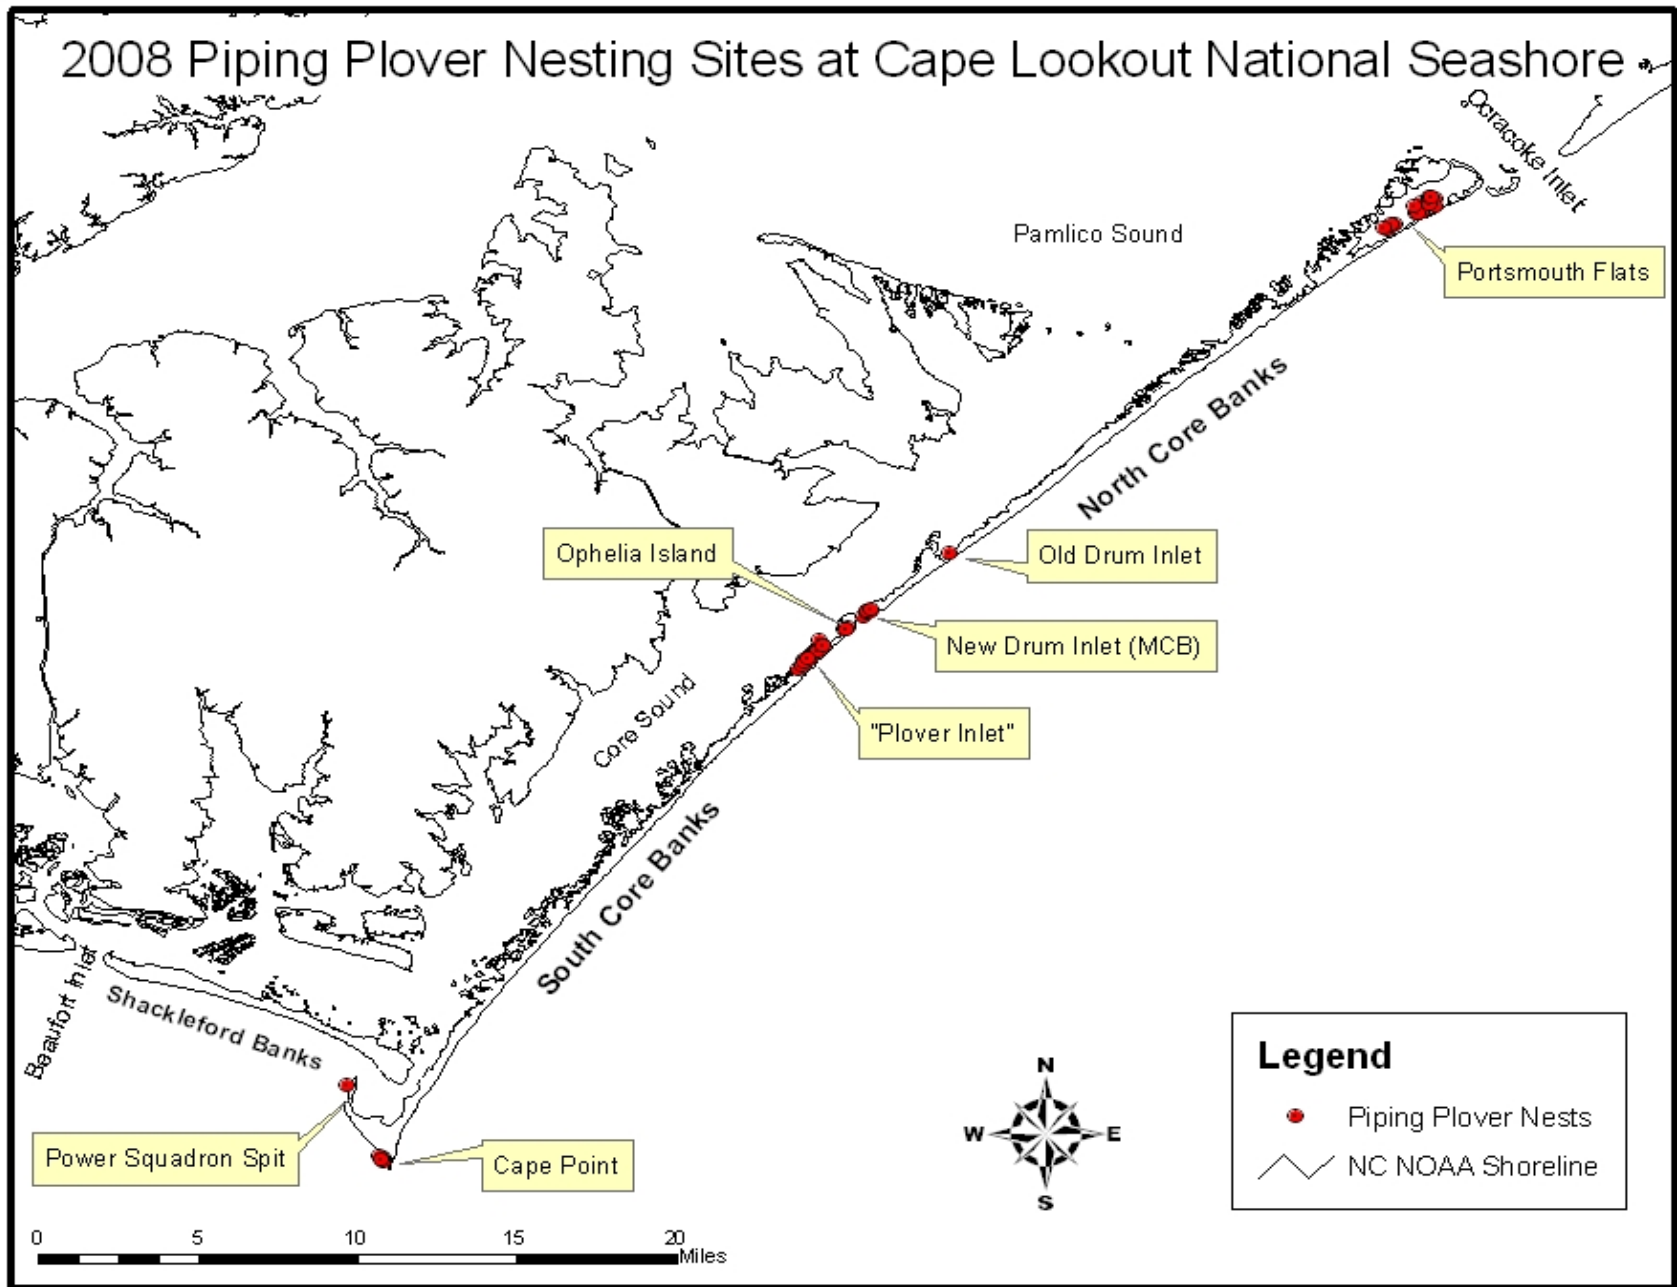 2008 Piping Plover Nesting Sites at Cape Lookout National Seashore
Ocracoke Inlet
Pamlico Sound
Portsmouth Flats
North Core Banks
Ophelia Island
Old Drum Inlet
New Drum Inlet (MCB)
"Plover Inlet"
Core Sound
South Core Banks
Beaufort Inlet
Shackleford Banks
Power Squadron Spit
Cape Point
N
W E
S
Legend
Piping Plover Nests
NC NOAA Shoreline
0 5 10 15 20
Miles